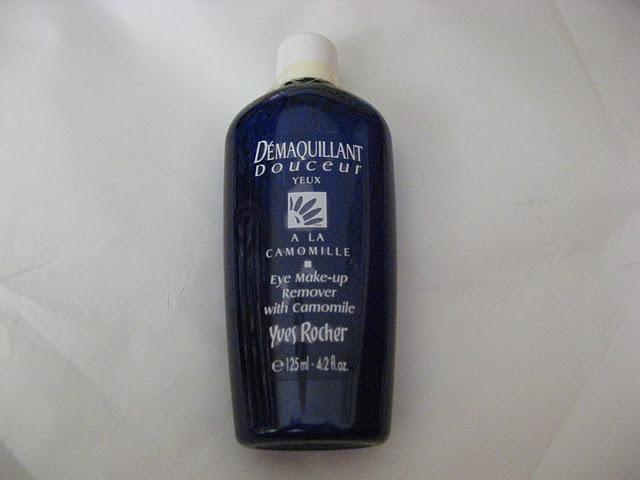 DÉMAQUILLANT
DOUCEUR
YEUX
A LA
CAMOMILLE
Eye Make-up
Remover
with Camomile
Yves Rocher
℮ 125 ml - 4.2 fl.oz.